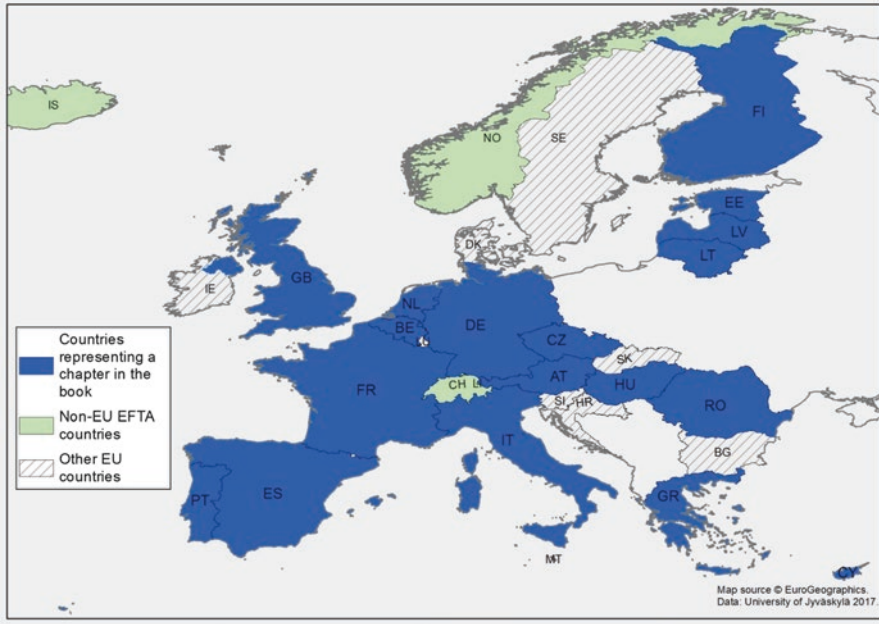 IS
NO
SE
FI
EE
LV
LT
DK
IE
GB
NL
BE
DE
CZ
SK
FR
CH
LI
AT
HU
SI
HR
RO
IT
BG
PT
ES
GR
MT
CY
Countries
representing a
chapter in the
book
Non-EU EFTA
countries
Other EU
countries
Map source © EuroGeographics.
Data: University of Jyväskylä 2017.